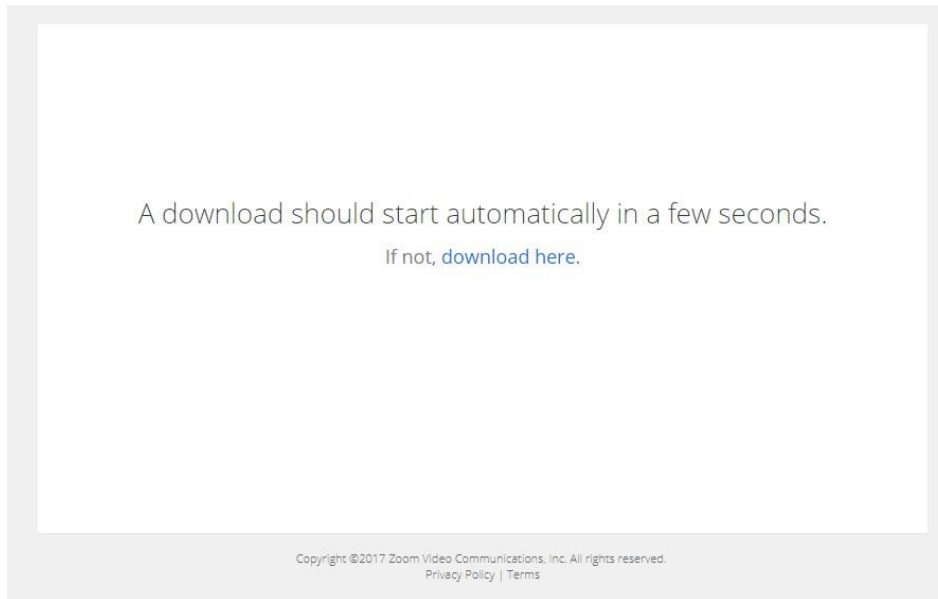 A download should start automatically in a few seconds.
If not, download here.
Copyright ©2017 Zoom Video Communications, Inc. All rights reserved.
Privacy Policy | Terms